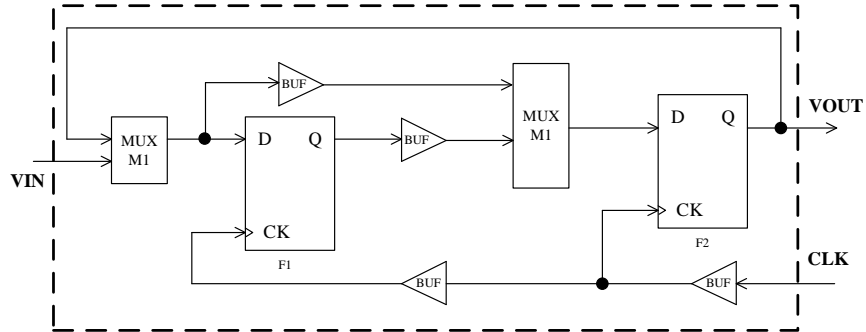 BUF
VOUT
MUX
M1
D Q
MUX
M1
D Q
BUF
VIN
CK
CK
F1
F2
CLK
BUF
BUF